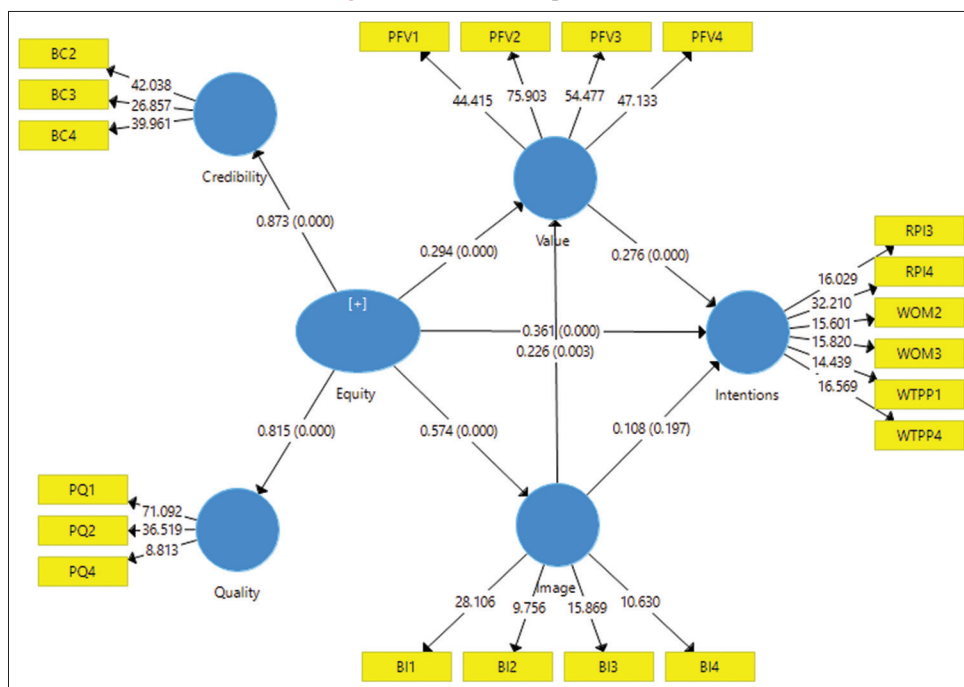 PFV1 PFV2 PFV3 PFV4
BC2
BC3
BC4
42.038
26.857
39.961
44.415 75.903 54.477 47.133
Credibility
Value
0.873 (0.000)
0.294 (0.000)
0.276 (0.000)
[+]
Equity
0.361 (0.000)
0.226 (0.003)
RPI3
RPI4
WOM2
WOM3
WTPP1
WTPP4
16.029
32.210
15.601
15.820
14.439
16.569
Intentions
0.815 (0.000)
0.574 (0.000)
0.108 (0.197)
PQ1
PQ2
PQ4
71.092
36.519
8.813
Quality
Image
28.106 9.756 15.869 10.630
BI1 BI2 BI3 BI4